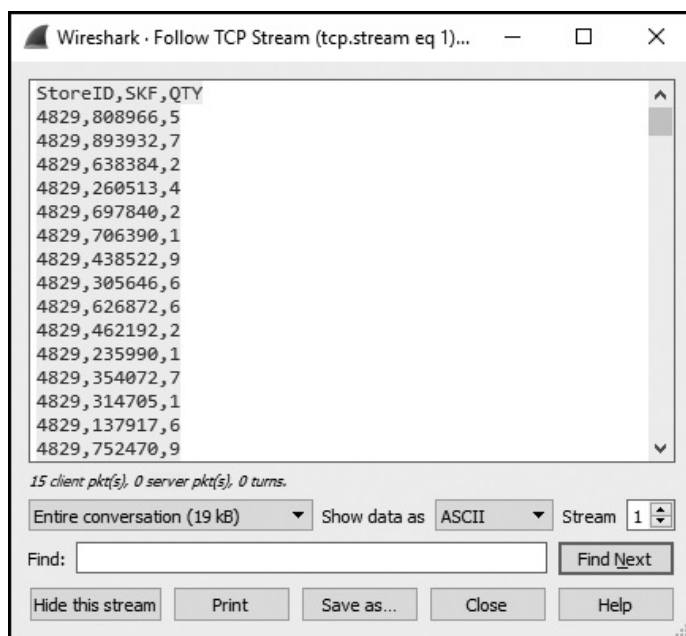 Wireshark · Follow TCP Stream (tcp.stream eq 1)...
StoreID,SKF,QTY
4829,808966,5
4829,893932,7
4829,638384,2
4829,260513,4
4829,697840,2
4829,706390,1
4829,438522,9
4829,305646,6
4829,626872,6
4829,462192,2
4829,235990,1
4829,354072,7
4829,314705,1
4829,137917,6
4829,752470,9
15 client pkt(s), 0 server pkt(s), 0 turns.
Entire conversation (19 kB) Show data as ASCII Stream 1
Find: Find Next
Hide this stream Print Save as... Close Help